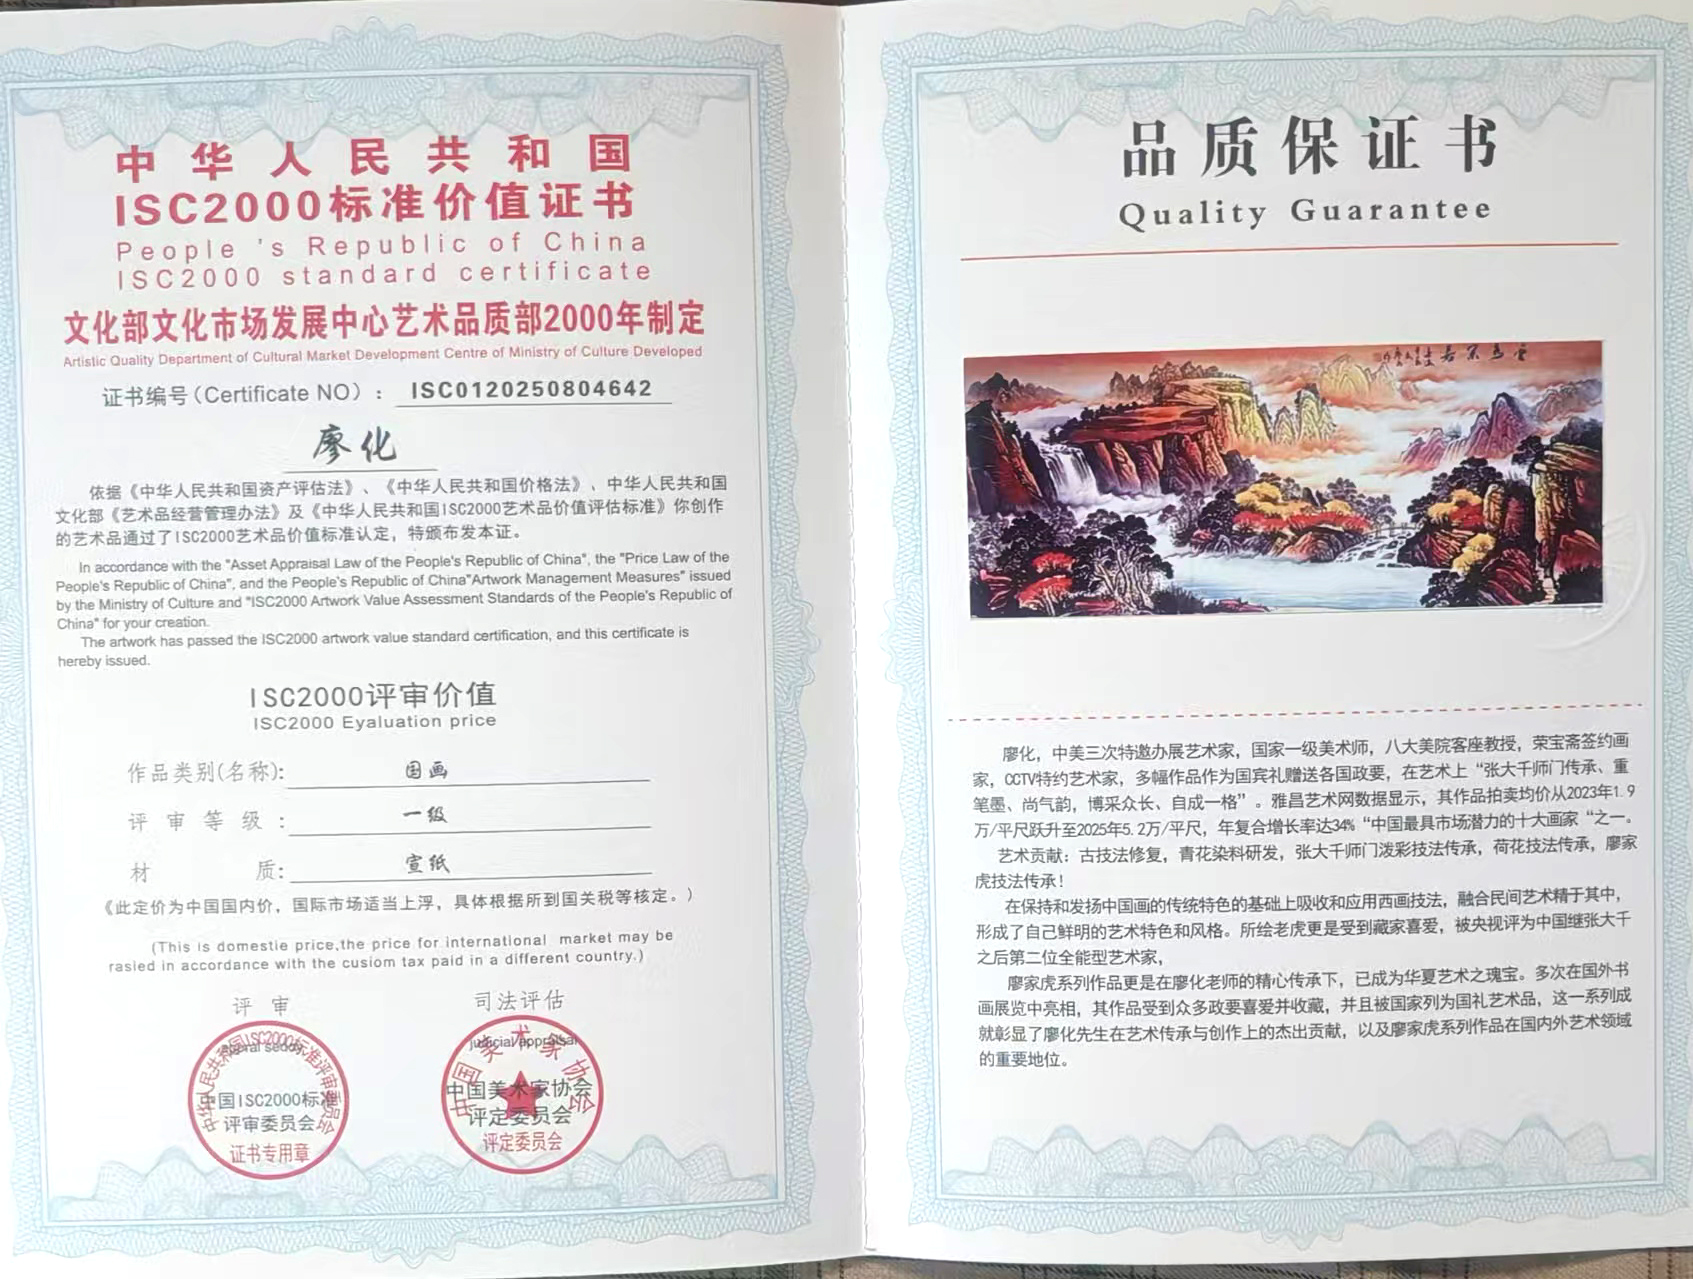 中华人民共和国
ISC2000标准价值证书
People 's Republic of China
ISC2000 standard certificate
文化部文化市场发展中心艺术品质部2000年制定
Artistic Quality Department of Cultural Market Development Centre of Ministry of Culture Developed
证书编号(Certificate NO)： ISC0120250804642
廖化
依据《中华人民共和国资产评估法》、《中华人民共和国价格法》、中华人民共和国
文化部《艺术品经营管理办法》及《中华人民共和国ISC2000艺术品价值评估标准》你创作
的艺术品通过了ISC2000艺术品价值标准认定，特颁布发本证。
In accordance with the "Asset Appraisal Law of the People's Republic of China", the "Price Law of the
People's Republic of China", and the People's Republic of China"Artwork Management Measures" issued
by the Ministry of Culture and "ISC2000 Artwork Value Assessment Standards of the People's Republic of
China" for your creation.
The artwork has passed the ISC2000 artwork value standard certification, and this certificate is
hereby issued.
ISC2000评审价值
ISC2000 Eyaluation price
作品类别(名称): 国画
评审等级: 一级
材质: 宣纸
《此定价为中国国内价，国际市场适当上浮，具体根据所到国关税等核定。)
(This is domestie price,the price for international market may be
rasied in accordance with the cusiom tax paid in a different country.)
评审
司法评估
中华人民共和国ISC2000标准评审委员会
中国ISC2000标准
评审委员会
证书专用章
中国美术家协会
judicial appraisal
中国美术家协会
评定委员会
评定委员会
品质保证书
Quality Guarantee
廖化，中美三次特邀办展艺术家，国家一级美术师，八大美院客座教授，荣宝斋签约画
家，CCTV特约艺术家，多幅作品作为国宾礼赠送各国政要，在艺术上“张大千师门传承、重
笔墨、尚气韵，博采众长、自成一格”。雅昌艺术网数据显示，其作品拍卖均价从2023年1.9
万/平尺跃升至2025年5.2万/平尺，年复合增长率达34%“中国最具市场潜力的十大画家“之一。
艺术贡献：古技法修复，青花染料研发，张大千师门泼彩技法传承，荷花技法传承，廖家
虎技法传承！
在保持和发扬中国画的传统特色的基础上吸收和应用西画技法，融合民间艺术精于其中，
形成了自己鲜明的艺术特色和风格。所绘老虎更是受到藏家喜爱，被央视评为中国继张大千
之后第二位全能型艺术家，
廖家虎系列作品更是在廖化老师的精心传承下，已成为华夏艺术之瑰宝。多次在国外书
画展览中亮相，其作品受到众多政要喜爱并收藏，并且被国家列为国礼艺术品，这一系列成
就彰显了廖化先生在艺术传承与创作上的杰出贡献，以及廖家虎系列作品在国内外艺术领域
的重要地位。